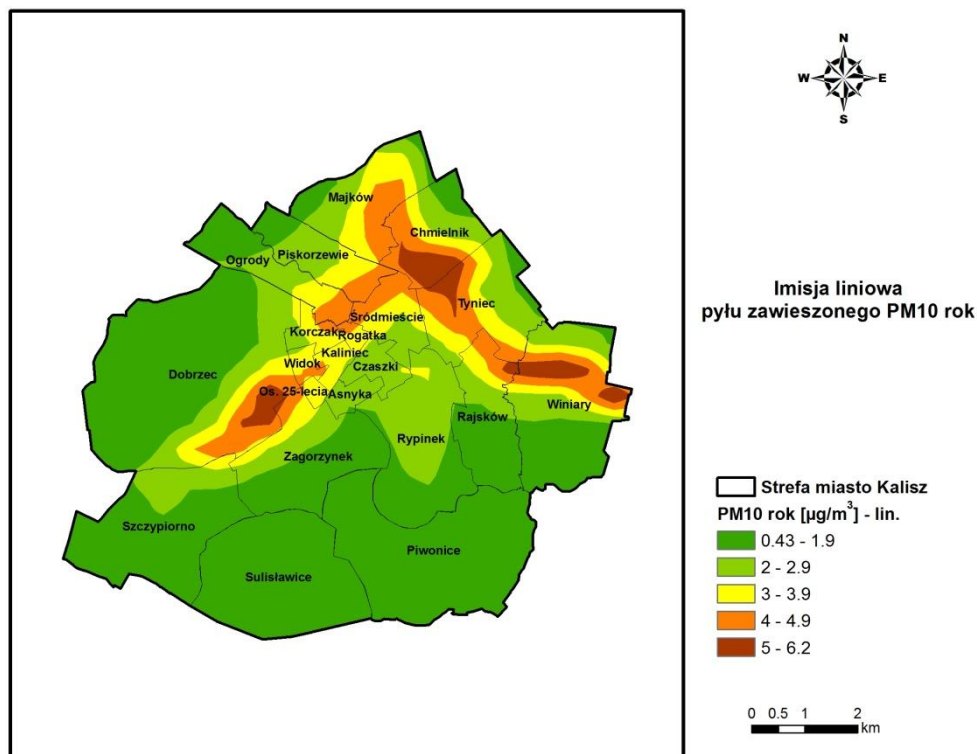 N
W E
S
Imisja liniowa
pyłu zawieszonego PM10 rok
Majków
Chmielnik
Piskorzewie
Ogrody
Tyniec
Śródmieście
Korczak
Rogatka
Kaliniec
Widok
Czaszki
Dobrzec
Os. 25-lecia
Asnyka
Winiary
Rajsków
Rypinek
Zagorzynek
Szczypiorno
Piwonice
Sulisławice
Strefa miasto Kalisz
PM10 rok [µg/m³] - lin.
0.43 - 1.9
2 - 2.9
3 - 3.9
4 - 4.9
5 - 6.2
0 0.5 1 2
km